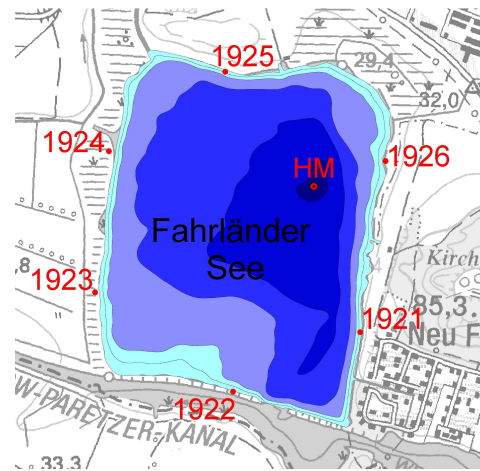 1925
29,4
32,0
1924
1926
HM
Fahrländer
See
Kirch
,8
1923
85,3.
1921
Neu F
1922
W-PARETZER-KANAL
33,3